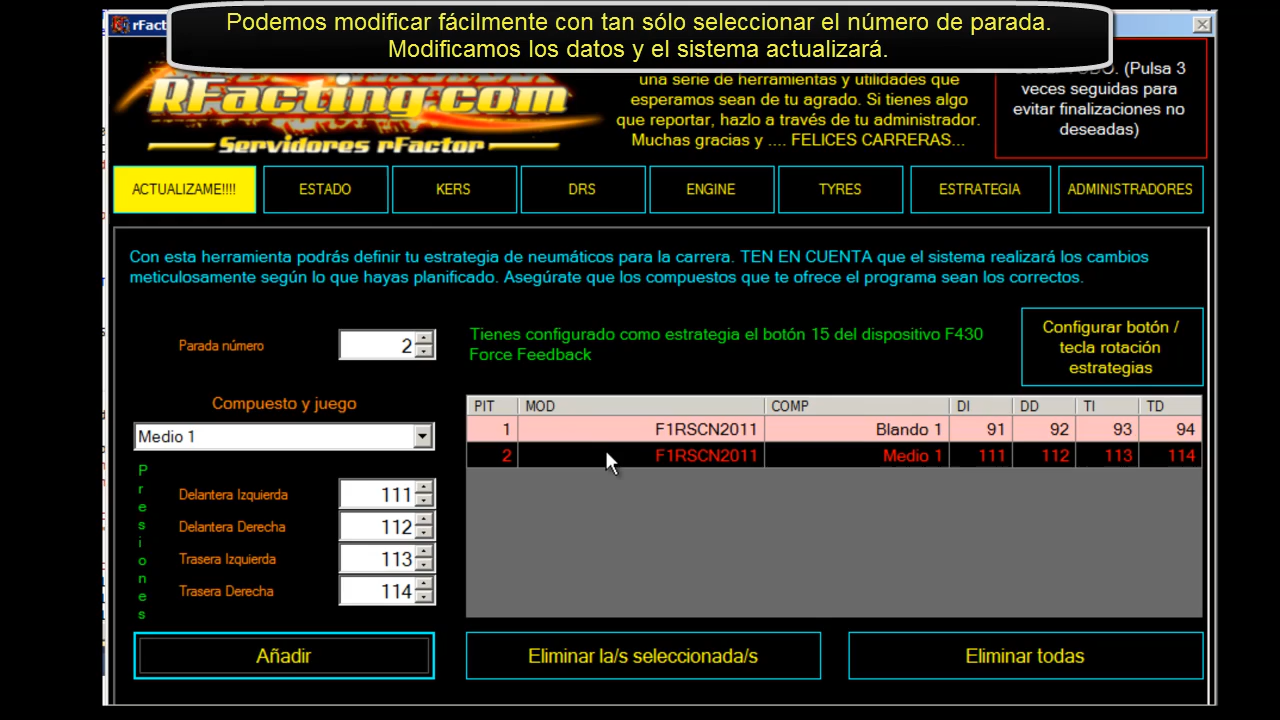 Podemos modificar fácilmente con tan sólo seleccionar el número de parada.
Modificamos los datos y el sistema actualizará.
rFact
RFacting.com
Servidores rFactor
una serie de herramientas y utilidades que
esperamos sean de tu agrado. Si tienes algo
que reportar, hazlo a través de tu administrador.
Muchas gracias y .... FELICES CARRERAS...
(Pulsa 3
veces seguidas para
evitar finalizaciones no
deseadas)
ACTUALIZAME!!!!
ESTADO
KERS
DRS
ENGINE
TYRES
ESTRATEGIA
ADMINISTRADORES
Con esta herramienta podrás definir tu estrategia de neumáticos para la carrera. TEN EN CUENTA que el sistema realizará los cambios
meticulosamente según lo que hayas planificado. Asegúrate que los compuestos que te ofrece el programa sean los correctos.
Parada número
2
Tienes configurado como estrategia el botón 15 del dispositivo F430
Force Feedback
Configurar botón /
tecla rotación
estrategias
Compuesto y juego
Medio 1
Presiones
Delantera Izquierda
111
Delantera Derecha
112
Trasera Izquierda
113
Trasera Derecha
114
PIT MOD COMP DI DD TI TD
1 F1RSCN2011 Blando 1 91 92 93 94
2 F1RSCN2011 Medio 1 111 112 113 114
Añadir
Eliminar la/s seleccionada/s
Eliminar todas